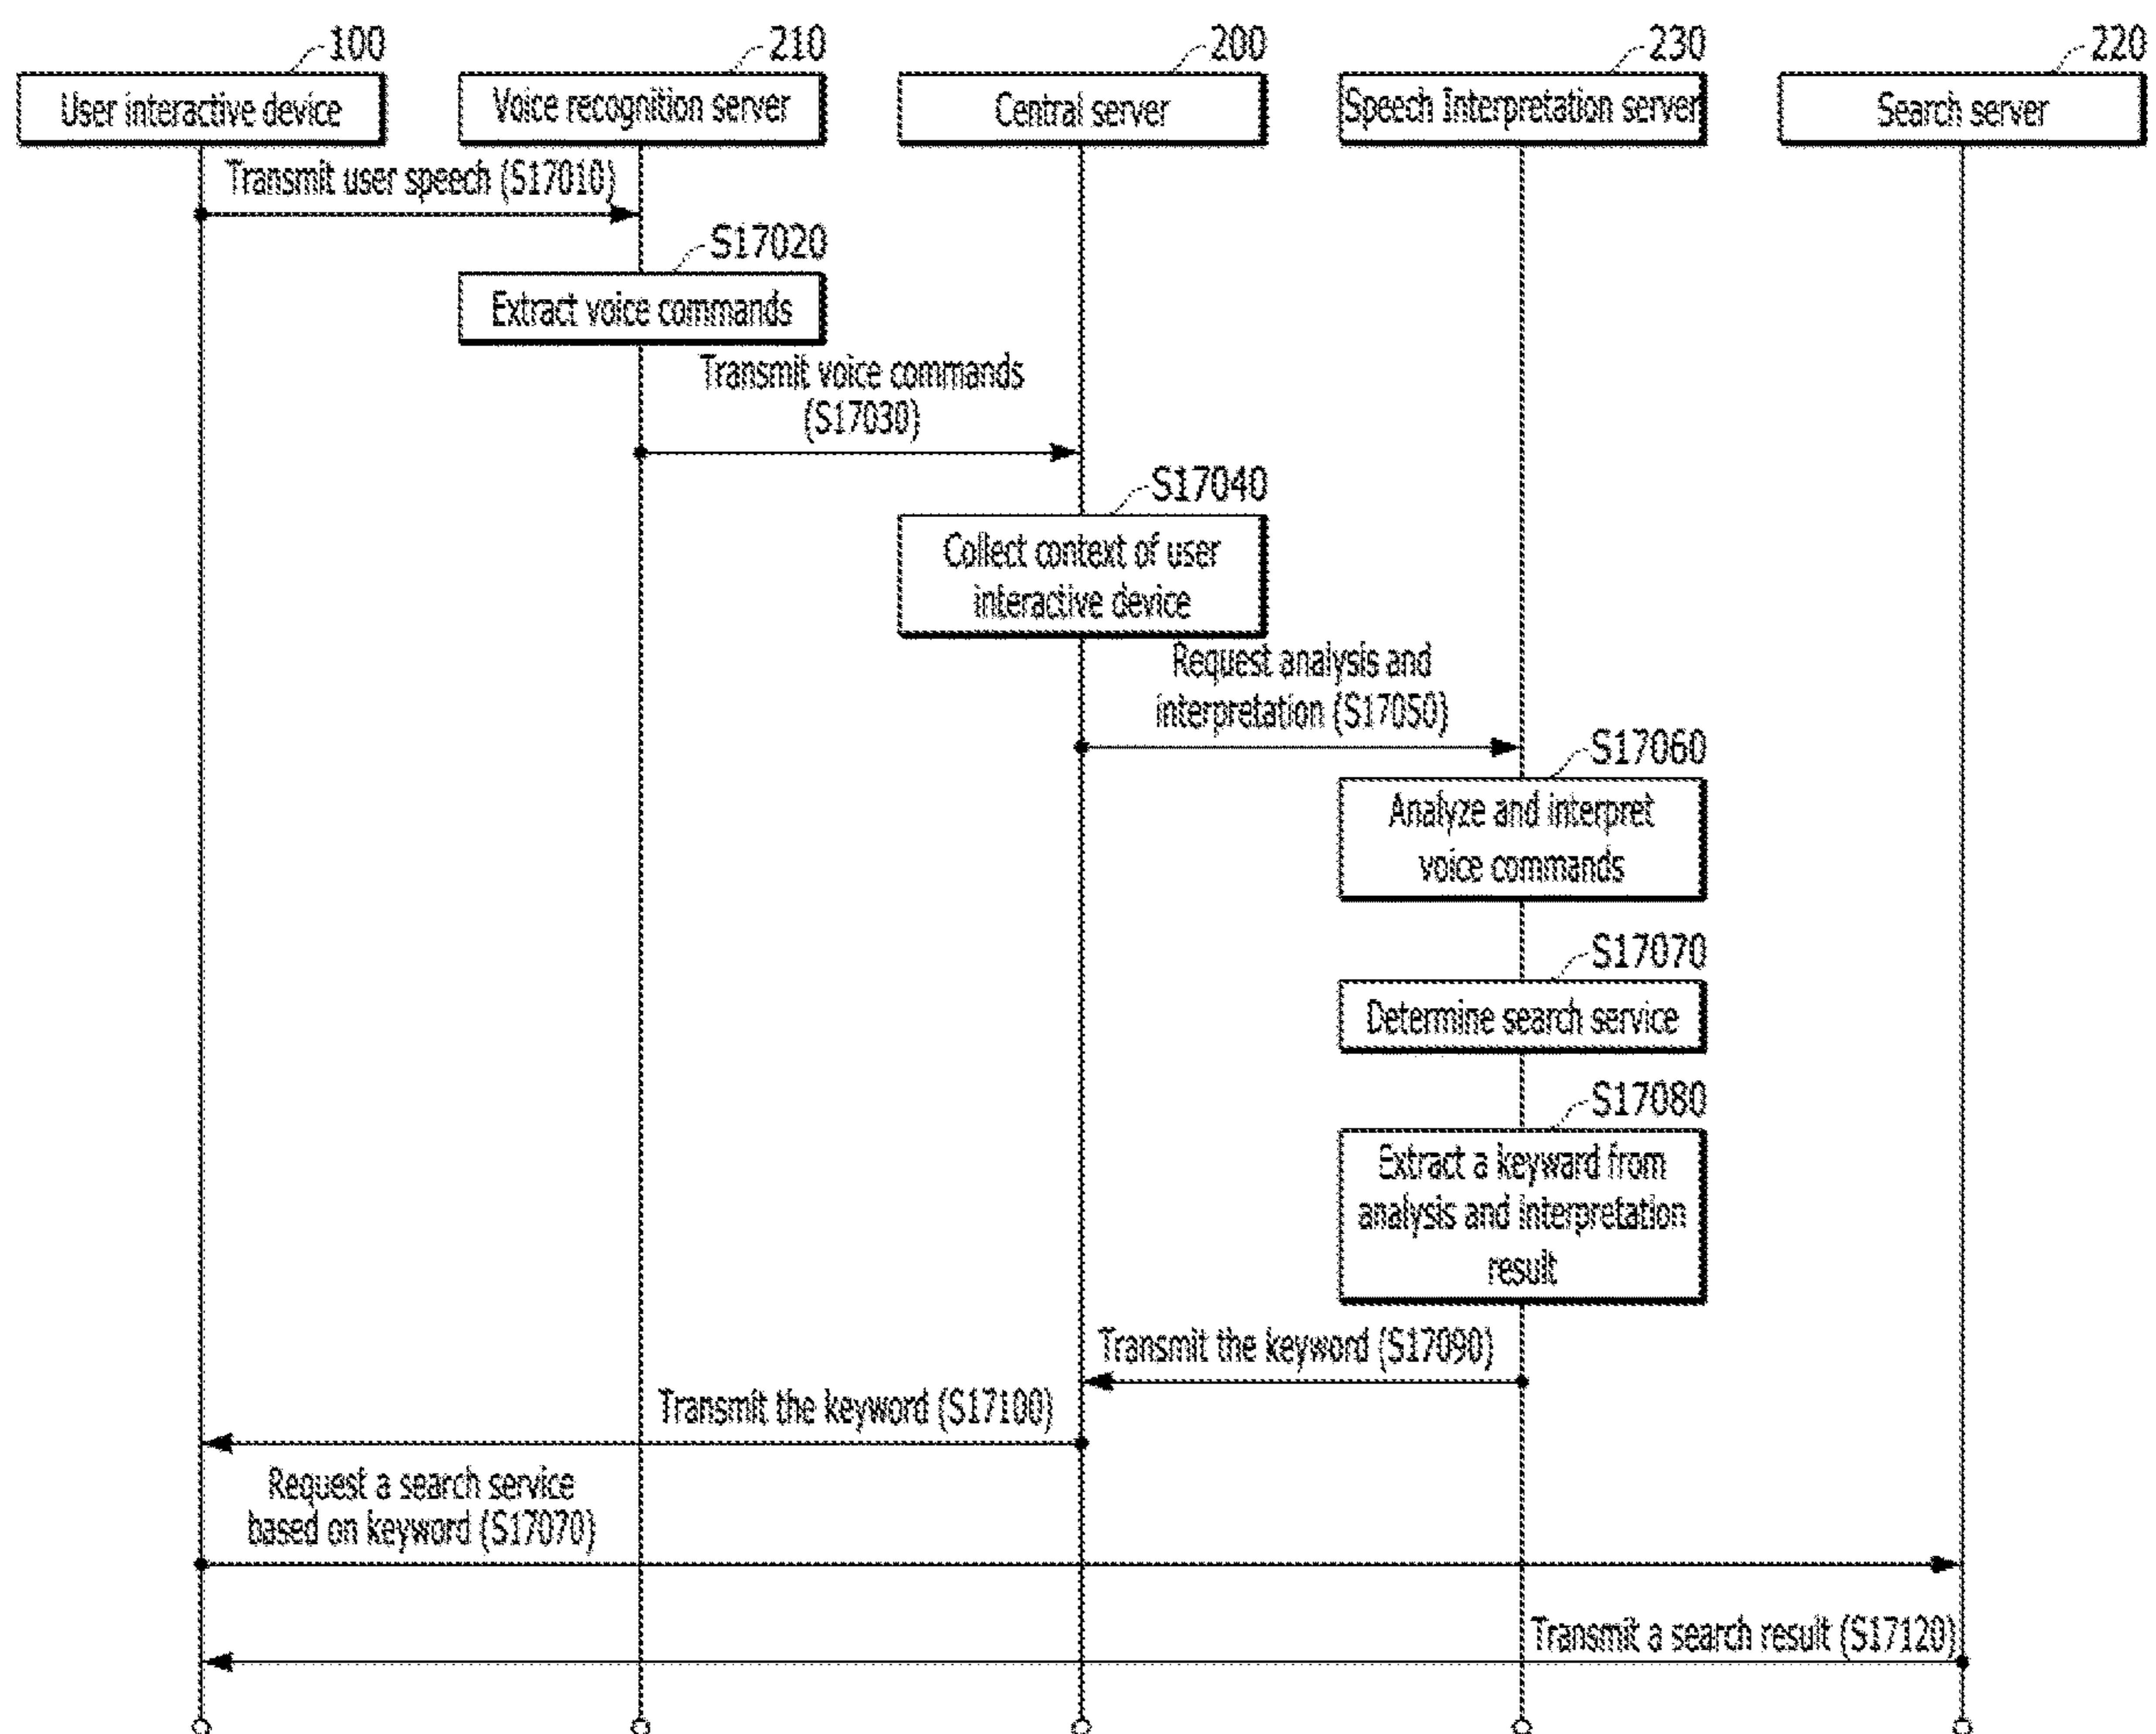 100
210
200
230
220
User interactive device
Voice recognition server
Central server
Speech Interpretation server
Search server
Transmit user speech (S17010)
S17020
Extract voice commands
Transmit voice commands
(S17030)
S17040
Collect context of user
interactive device
Request analysis and
interpretation (S17050)
S17060
Analyze and interpret
voice commands
S17070
Determine search service
S17080
Extract a keyward from
analysis and interpretation
result
Transmit the keyword (S17090)
Transmit the keyword (S17100)
Request a search service
based on keyword (S17070)
Transmit a search result (S17120)